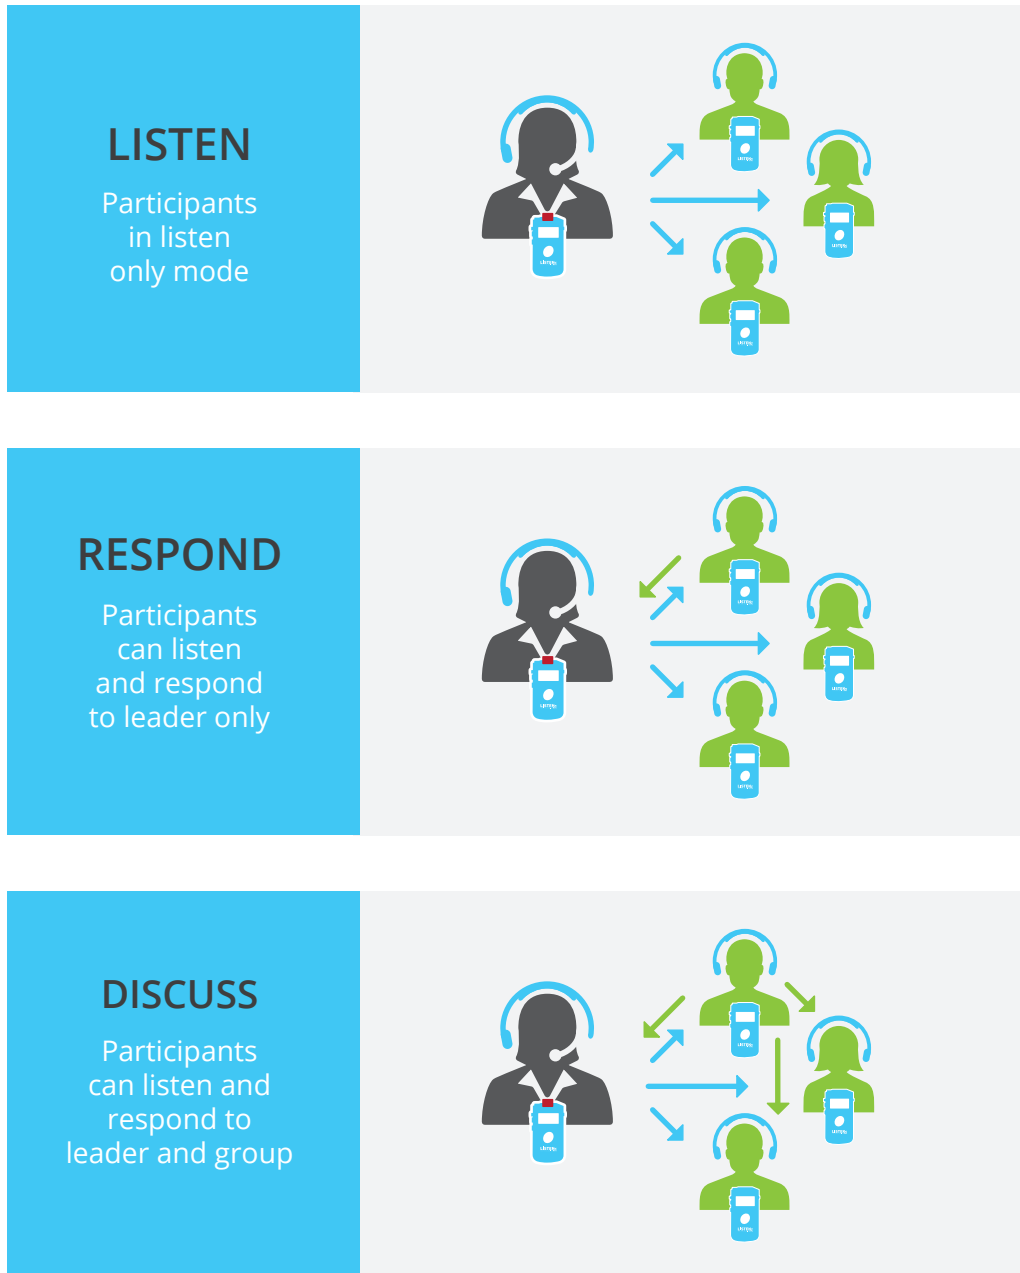 LISTEN
Participants
in listen
only mode
RESPOND
Participants
can listen
and respond
to leader only
DISCUSS
Participants
can listen and
respond to
leader and group